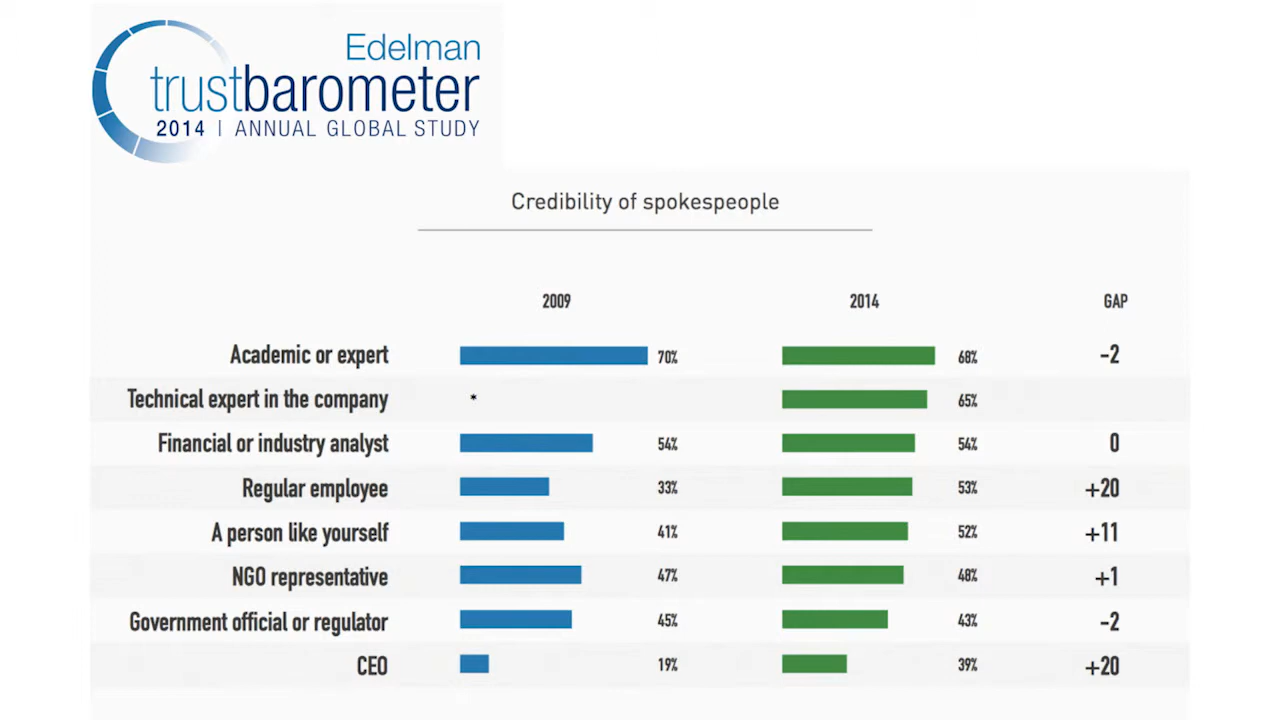 Edelman
trustbarometer
2014 | ANNUAL GLOBAL STUDY
Credibility of spokespeople
2009 2014 GAP
Academic or expert 70% 68% -2
Technical expert in the company * 65%
Financial or industry analyst 54% 54% 0
Regular employee 33% 53% +20
A person like yourself 41% 52% +11
NGO representative 47% 48% +1
Government official or regulator 45% 43% -2
CEO 19% 39% +20